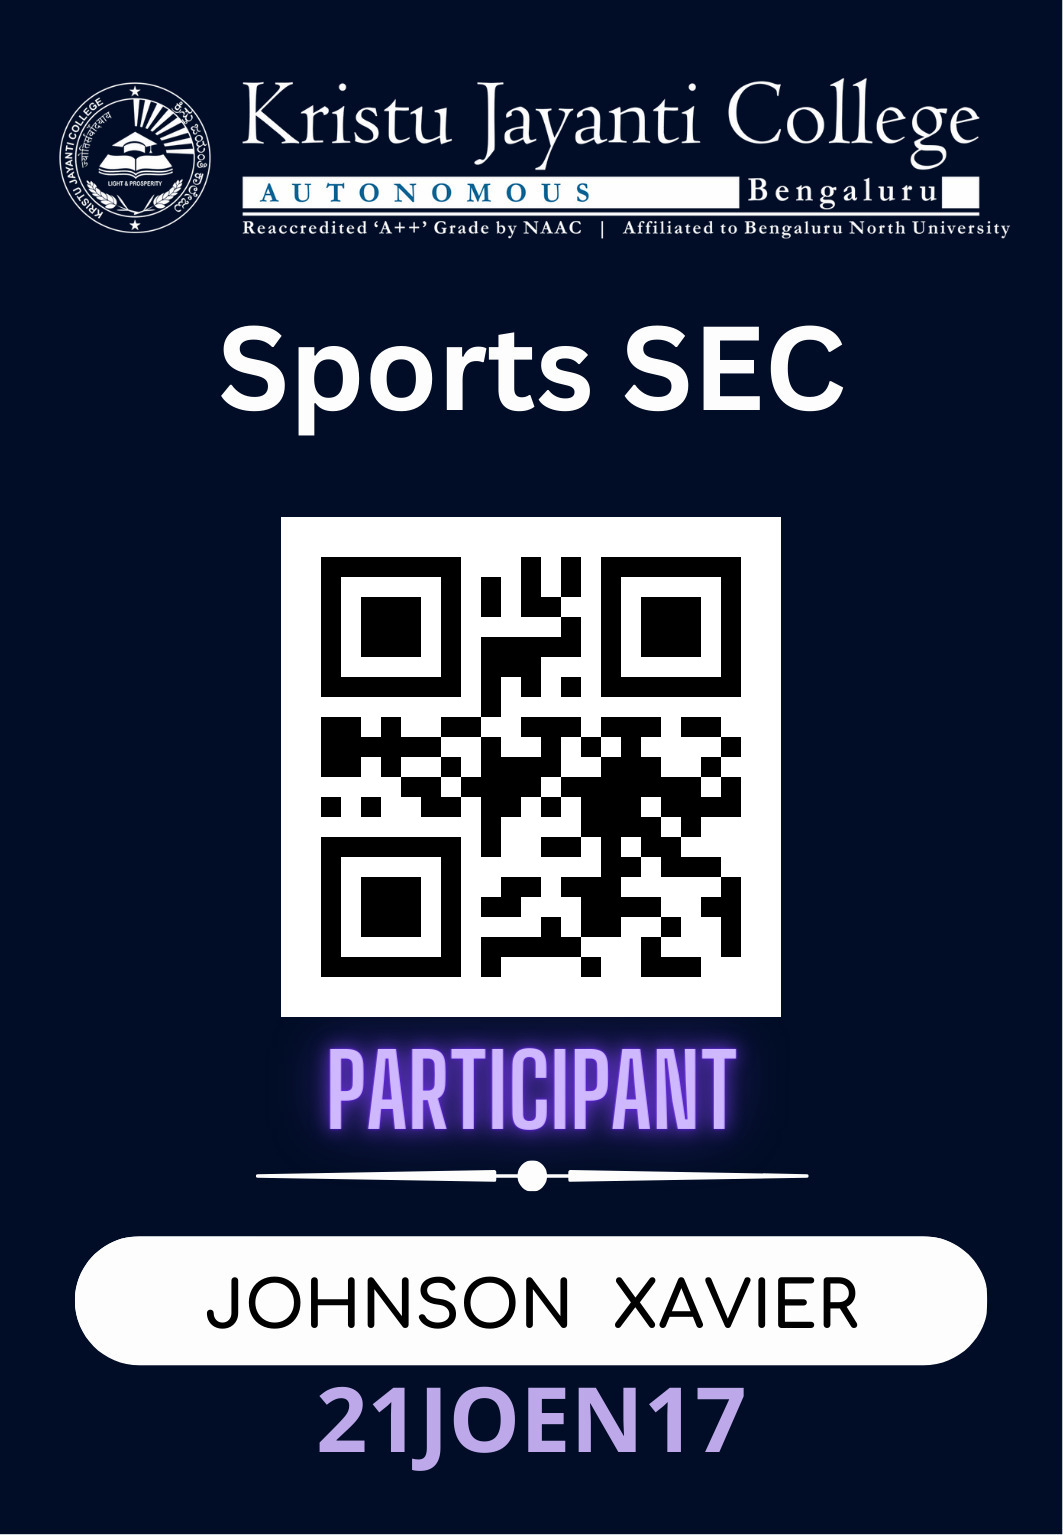 KRISTU JAYANTI COLLEGE
ಕ್ರಿಸ್ತು ಜಯಂತಿ ಕಾಲೇಜು
LIGHT & PROSPERITY
Kristu Jayanti College
AUTONOMOUS Bengaluru
Reaccredited ‘A++’ Grade by NAAC | Affiliated to Bengaluru North University
Sports SEC
PARTICIPANT
JOHNSON XAVIER
21JOEN17